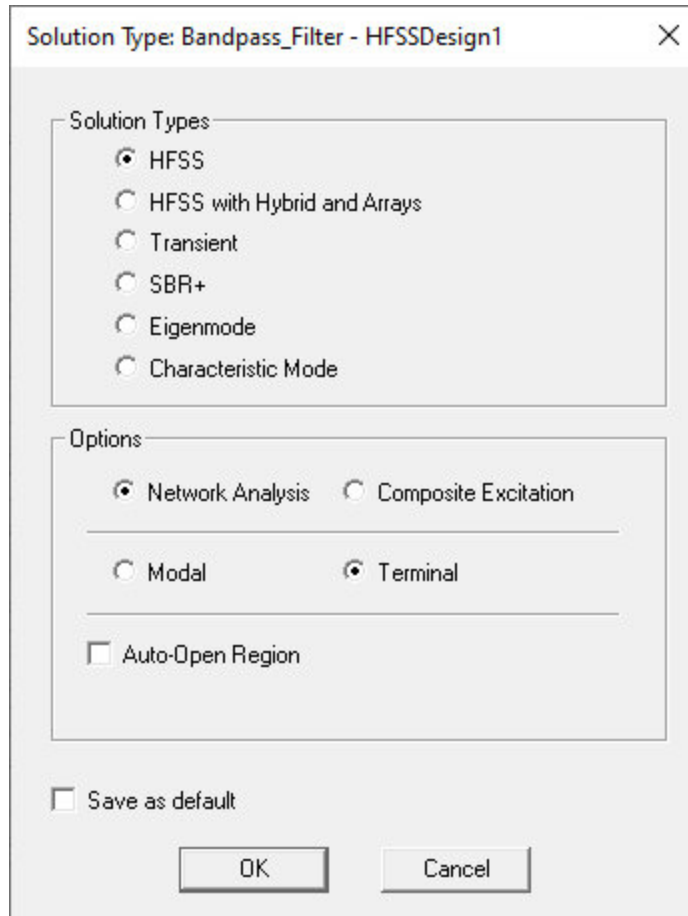 Solution Type: Bandpass_Filter - HFSSDesign1
Solution Types
HFSS
HFSS with Hybrid and Arrays
Transient
SBR+
Eigenmode
Characteristic Mode
Options
Network Analysis Composite Excitation
Modal Terminal
Auto-Open Region
Save as default
OK Cancel